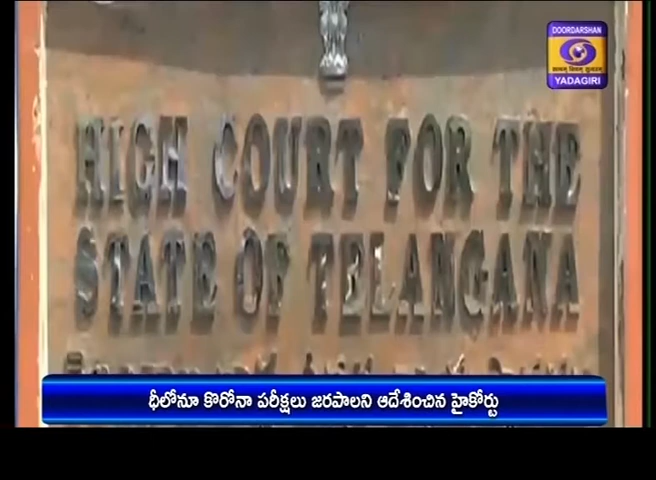 DOORDARSHAN
YADAGIRI
HIGH COURT FOR THE
STATE OF TELANGANA
ధీలోనూ కొరోనా పరీక్షలు జరపాలని ఆదేశించిన హైకోర్టు